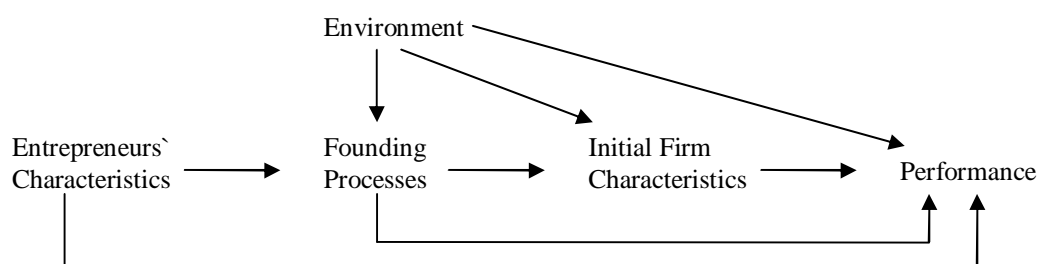 Environment
Entrepreneurs`
Characteristics
Founding
Processes
Initial Firm
Characteristics
Performance